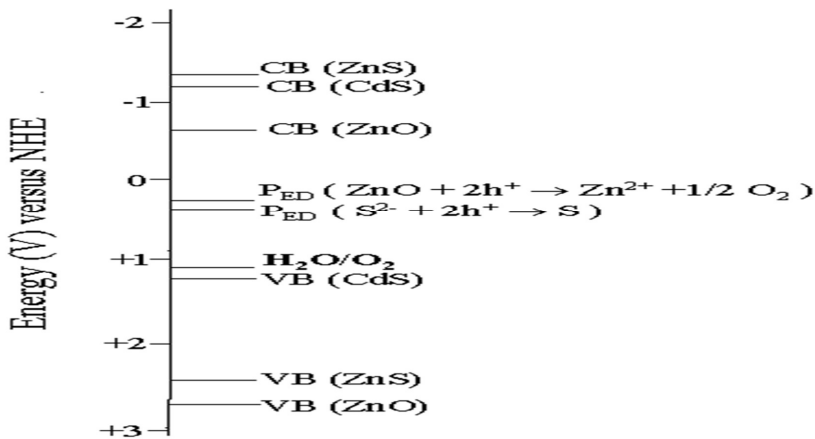 Energy (V) versus NHE
-2
CB (ZnS)
CB (CdS)
-1
CB (ZnO)
0
P_ED ( ZnO + 2h⁺ → Zn²⁺ +1/2 O₂ )
P_ED ( S²⁻ + 2h⁺ → S )
+1
H₂O/O₂
VB (CdS)
+2
VB (ZnS)
VB (ZnO)
+3